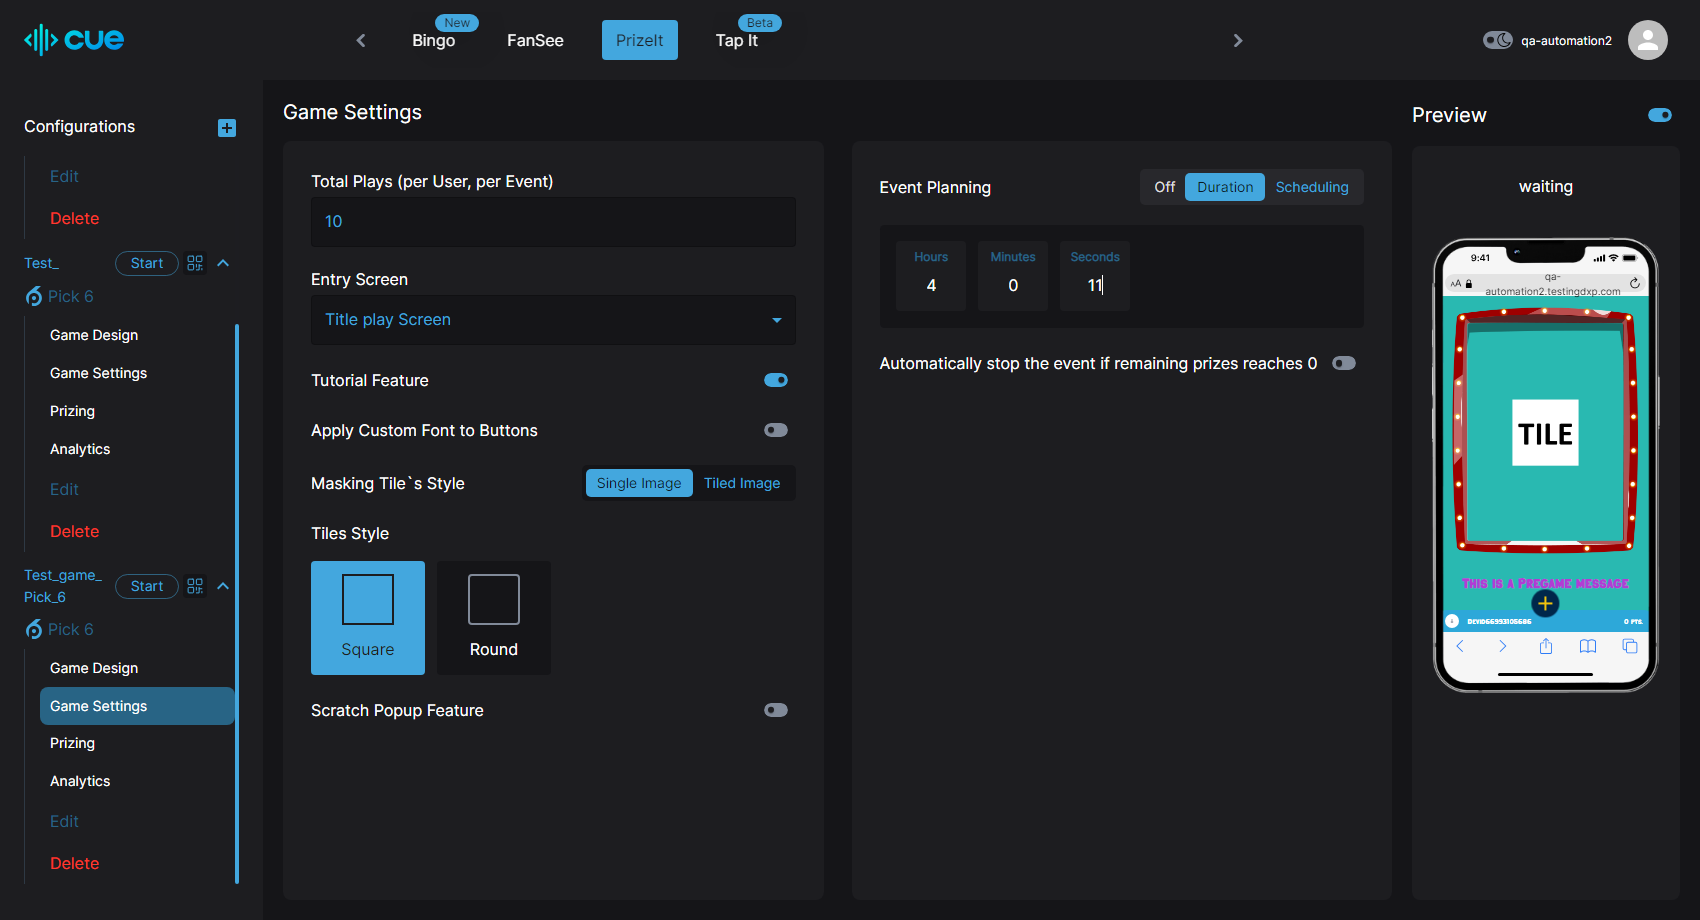 cue
New
Bingo
FanSee
PrizeIt
Beta
Tap It
qa-automation2
Configurations
Edit
Delete
Test_
Start
Pick 6
Game Design
Game Settings
Prizing
Analytics
Edit
Delete
Test_game_
Pick_6
Start
Pick 6
Game Design
Game Settings
Prizing
Analytics
Edit
Delete
Game Settings
Total Plays (per User, per Event)
10
Entry Screen
Title play Screen
Tutorial Feature
Apply Custom Font to Buttons
Masking Tile`s Style
Single Image
Tiled Image
Tiles Style
Square
Round
Scratch Popup Feature
Event Planning
Off
Duration
Scheduling
Hours
4
Minutes
0
Seconds
11
Automatically stop the event if remaining prizes reaches 0
Preview
waiting
9:41
AA
qa-
automation2.testingdxp.com
TILE
This is a Pregame message
0 PTS.